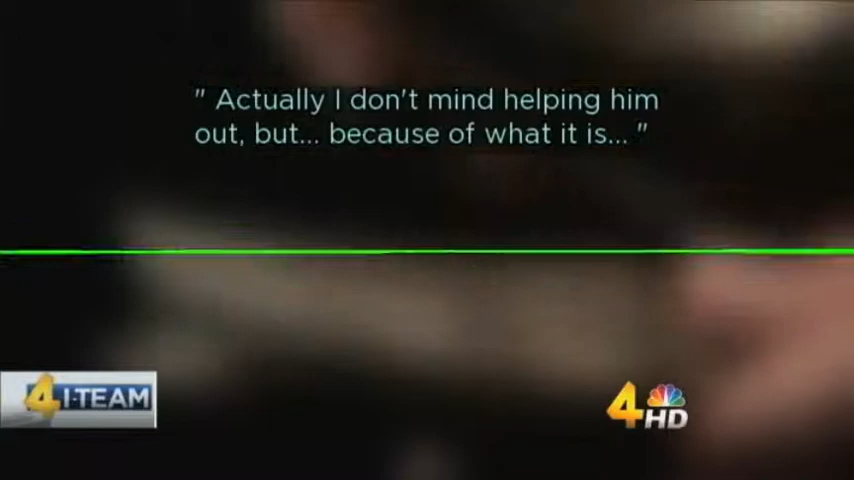 " Actually I don't mind helping him
out, but... because of what it is... "
4 I-TEAM
4
HD